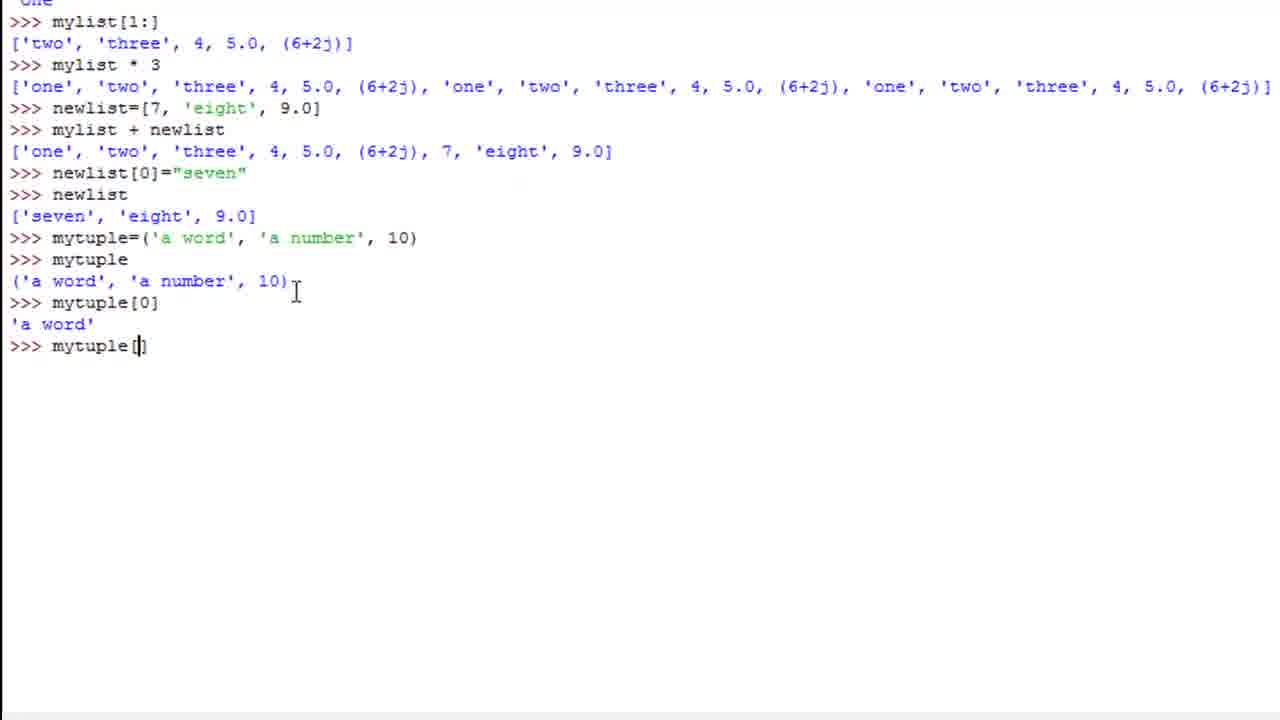 'one'
>>> mylist[1:]
['two', 'three', 4, 5.0, (6+2j)]
>>> mylist * 3
['one', 'two', 'three', 4, 5.0, (6+2j), 'one', 'two', 'three', 4, 5.0, (6+2j), 'one', 'two', 'three', 4, 5.0, (6+2j)]
>>> newlist=[7, 'eight', 9.0]
>>> mylist + newlist
['one', 'two', 'three', 4, 5.0, (6+2j), 7, 'eight', 9.0]
>>> newlist[0]="seven"
>>> newlist
['seven', 'eight', 9.0]
>>> mytuple=('a word', 'a number', 10)
>>> mytuple
('a word', 'a number', 10)
>>> mytuple[0]
'a word'
>>> mytuple[]